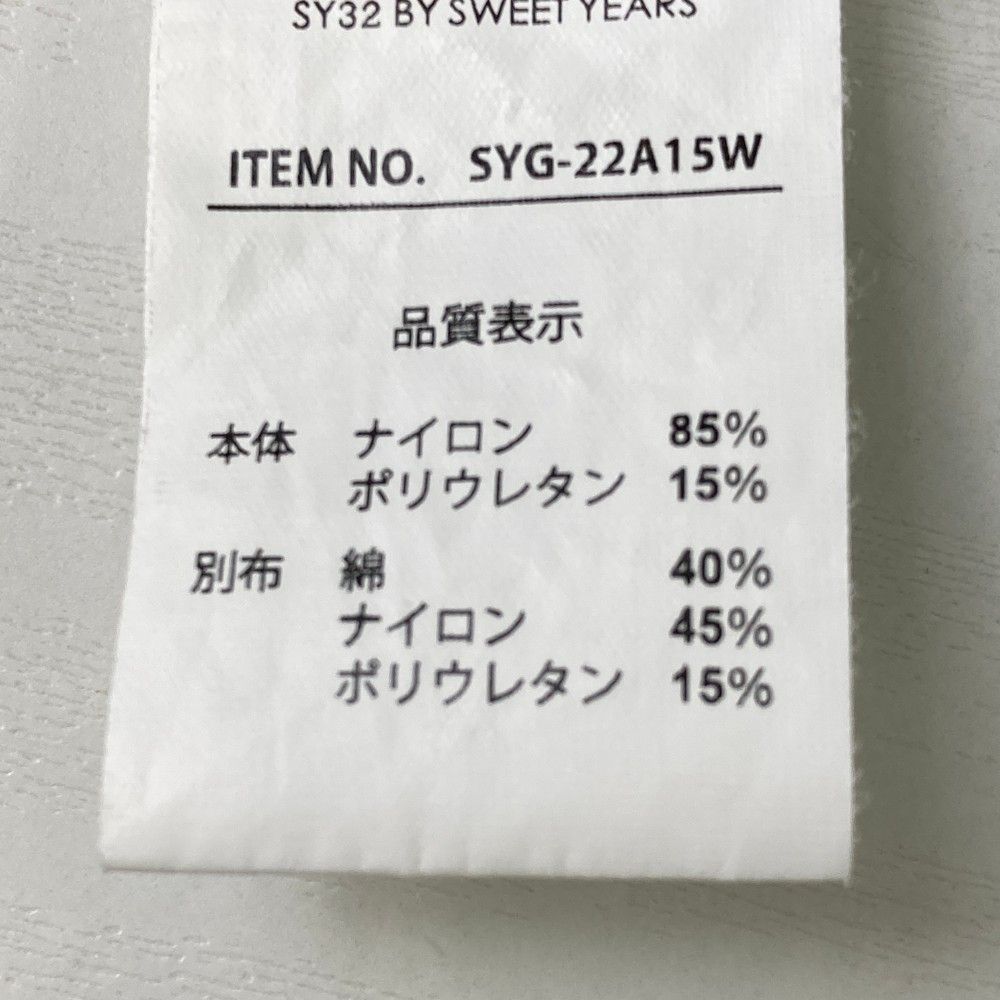 SY32 BY SWEET YEARS
ITEM NO. SYG-22A15W
品質表示
本体 ナイロン 85%
ポリウレタン 15%
別布 綿 40%
ナイロン 45%
ポリウレタン 15%